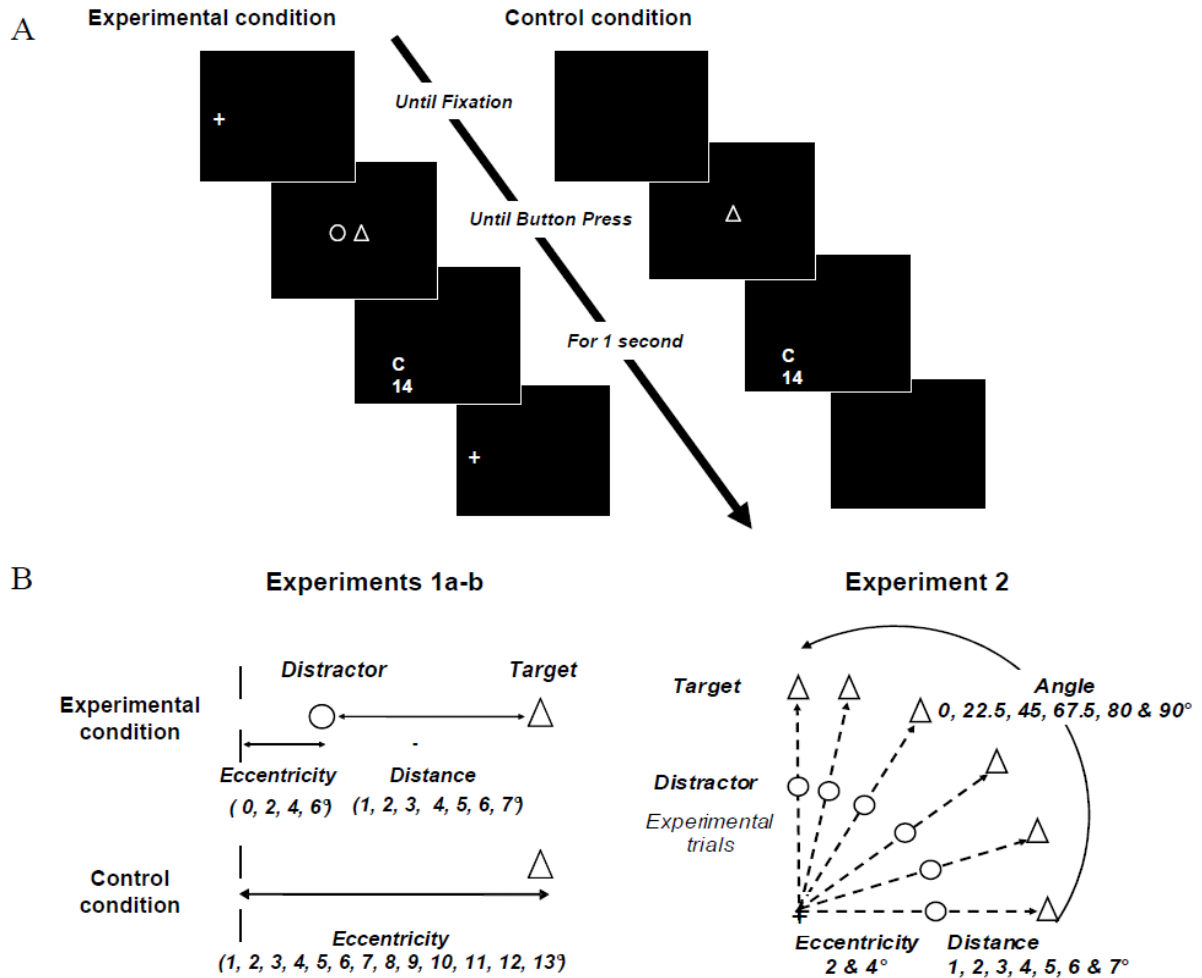 A
Experimental condition
Control condition
+
Until Fixation
Until Button Press
For 1 second
C
14
C
14
+
B
Experiments 1a-b
Experiment 2
Distractor
Target
Experimental
condition
Eccentricity
Distance
( 0, 2, 4, 6°)
(1, 2, 3, 4, 5, 6, 7°)
Control
condition
Eccentricity
(1, 2, 3, 4, 5, 6, 7, 8, 9, 10, 11, 12, 13°)
Target
Angle
0, 22.5, 45, 67.5, 80 & 90°
Distractor
Experimental
trials
+
Eccentricity
2 & 4°
Distance
1, 2, 3, 4, 5, 6 & 7°